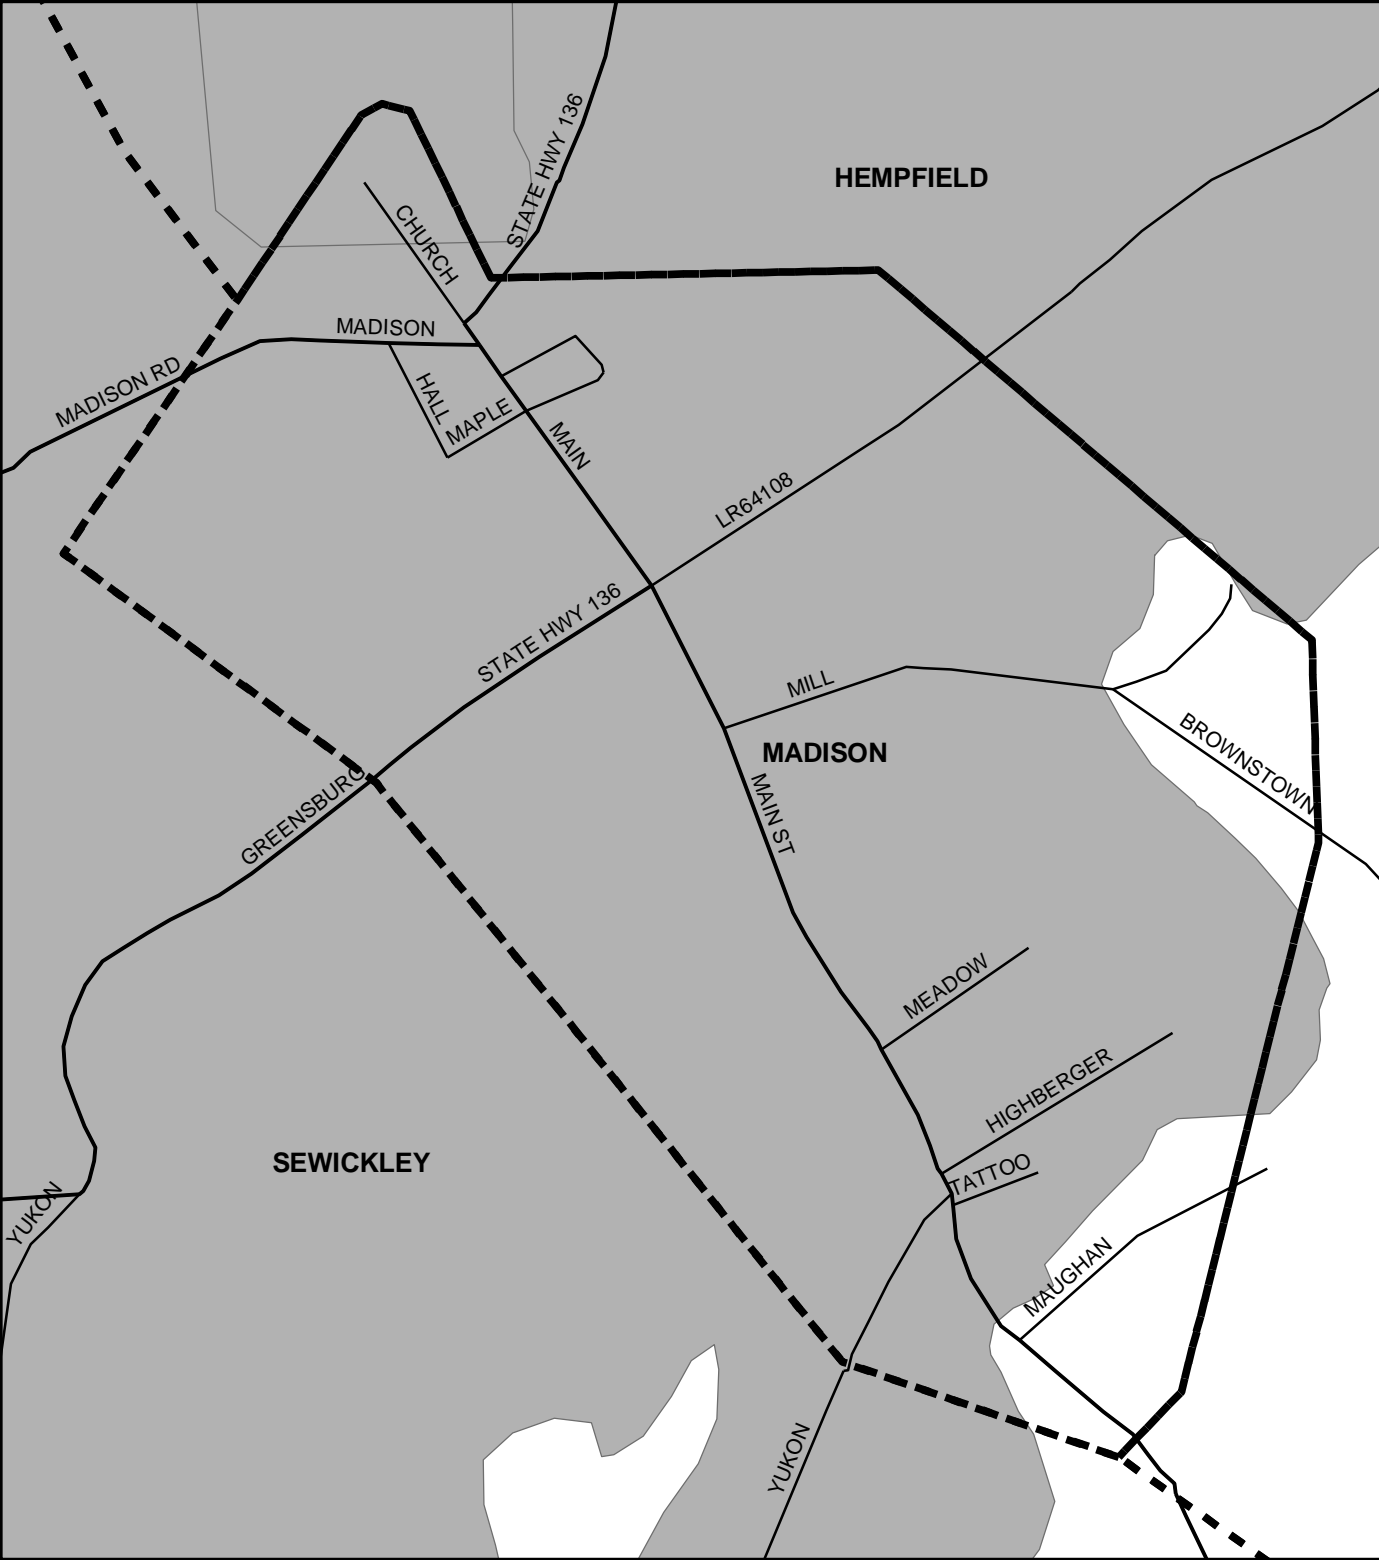 STATE HWY 136
HEMPFIELD
CHURCH
MADISON
MADISON RD
HALL
MAPLE
MAIN
LR64108
STATE HWY 136
MILL
BROWNSTOWN
MADISON
GREENSBURG
MAIN ST
MEADOW
HIGHBERGER
SEWICKLEY
TATTOO
YUKON
MAUGHAN
YUKON